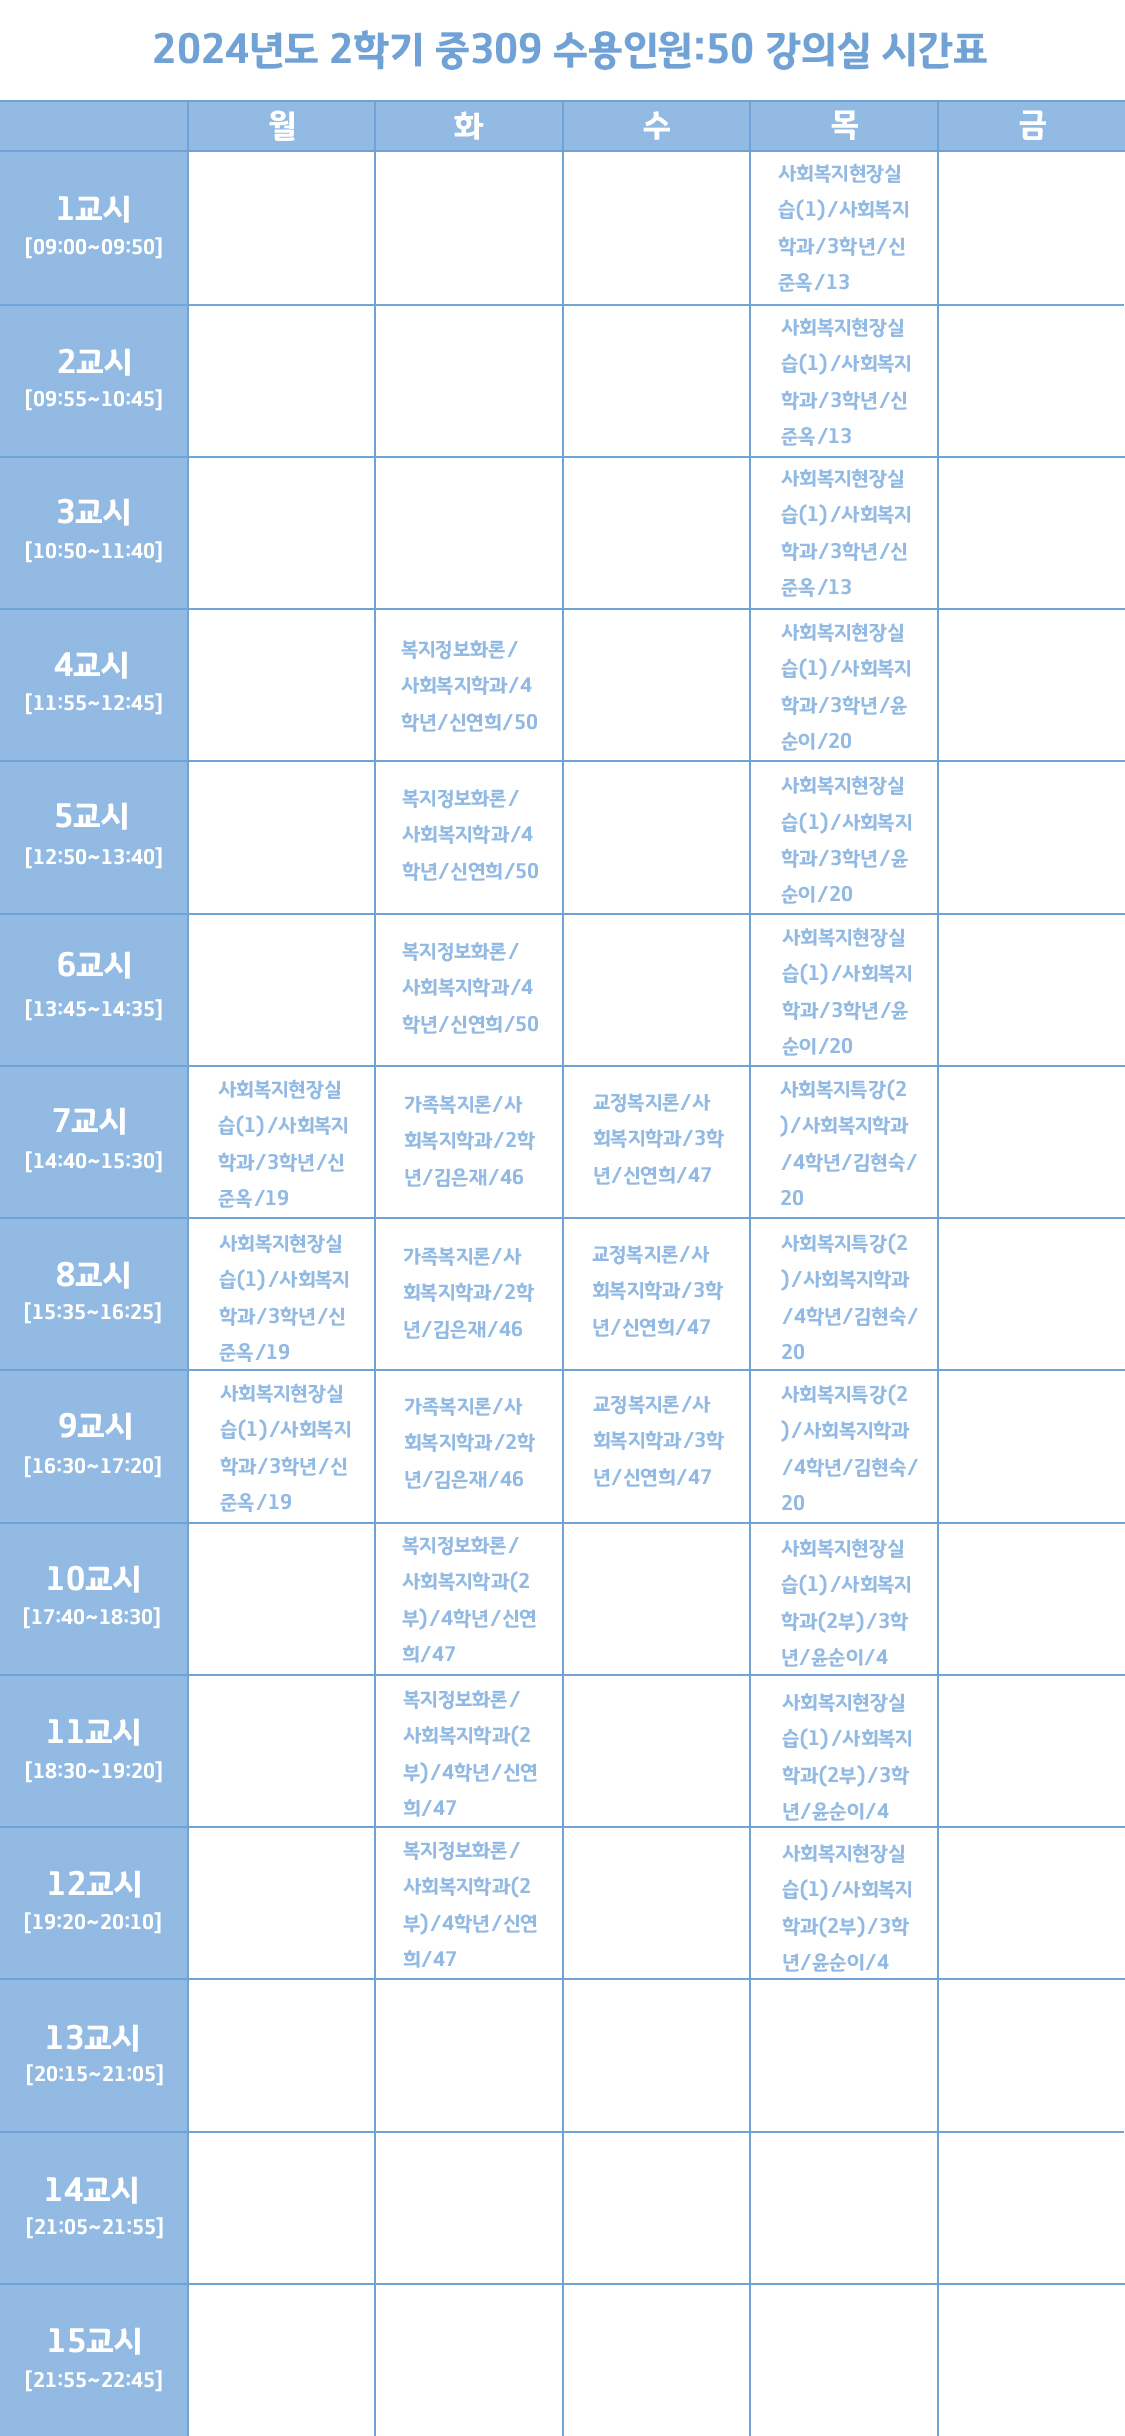 2024년도 2학기 중309 수용인원:50 강의실 시간표
월 화 수 목 금
1교시
[09:00~09:50]
사회복지현장실
습(1)/사회복지
학과/3학년/신
준옥/13
2교시
[09:55~10:45]
사회복지현장실
습(1)/사회복지
학과/3학년/신
준옥/13
3교시
[10:50~11:40]
사회복지현장실
습(1)/사회복지
학과/3학년/신
준옥/13
4교시
[11:55~12:45]
복지정보화론/
사회복지학과/4
학년/신연희/50
사회복지현장실
습(1)/사회복지
학과/3학년/윤
순이/20
5교시
[12:50~13:40]
복지정보화론/
사회복지학과/4
학년/신연희/50
사회복지현장실
습(1)/사회복지
학과/3학년/윤
순이/20
6교시
[13:45~14:35]
복지정보화론/
사회복지학과/4
학년/신연희/50
사회복지현장실
습(1)/사회복지
학과/3학년/윤
순이/20
7교시
[14:40~15:30]
사회복지현장실
습(1)/사회복지
학과/3학년/신
준옥/19
가족복지론/사
회복지학과/2학
년/김은재/46
교정복지론/사
회복지학과/3학
년/신연희/47
사회복지특강(2
)/사회복지학과
/4학년/김현숙/
20
8교시
[15:35~16:25]
사회복지현장실
습(1)/사회복지
학과/3학년/신
준옥/19
가족복지론/사
회복지학과/2학
년/김은재/46
교정복지론/사
회복지학과/3학
년/신연희/47
사회복지특강(2
)/사회복지학과
/4학년/김현숙/
20
9교시
[16:30~17:20]
사회복지현장실
습(1)/사회복지
학과/3학년/신
준옥/19
가족복지론/사
회복지학과/2학
년/김은재/46
교정복지론/사
회복지학과/3학
년/신연희/47
사회복지특강(2
)/사회복지학과
/4학년/김현숙/
20
10교시
[17:40~18:30]
복지정보화론/
사회복지학과(2
부)/4학년/신연
희/47
사회복지현장실
습(1)/사회복지
학과(2부)/3학
년/윤순이/4
11교시
[18:30~19:20]
복지정보화론/
사회복지학과(2
부)/4학년/신연
희/47
사회복지현장실
습(1)/사회복지
학과(2부)/3학
년/윤순이/4
12교시
[19:20~20:10]
복지정보화론/
사회복지학과(2
부)/4학년/신연
희/47
사회복지현장실
습(1)/사회복지
학과(2부)/3학
년/윤순이/4
13교시
[20:15~21:05]
14교시
[21:05~21:55]
15교시
[21:55~22:45]